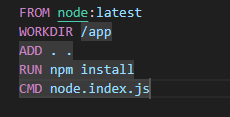 FROM node:latest
WORKDIR /app
ADD . .
RUN npm install
CMD node.index.js